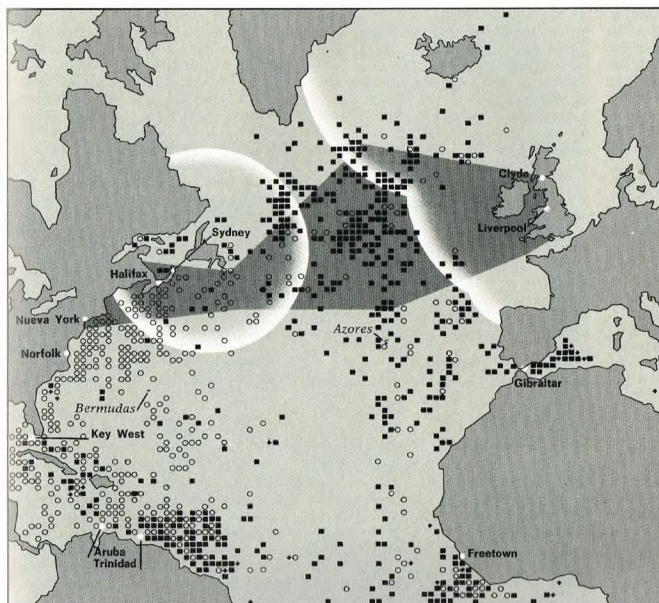 Clyde
Liverpool
Sydney
Halifax
Nueva York
Norfolk
Azores
Gibraltar
Bermudas
Key West
Aruba
Trinidad
Freetown